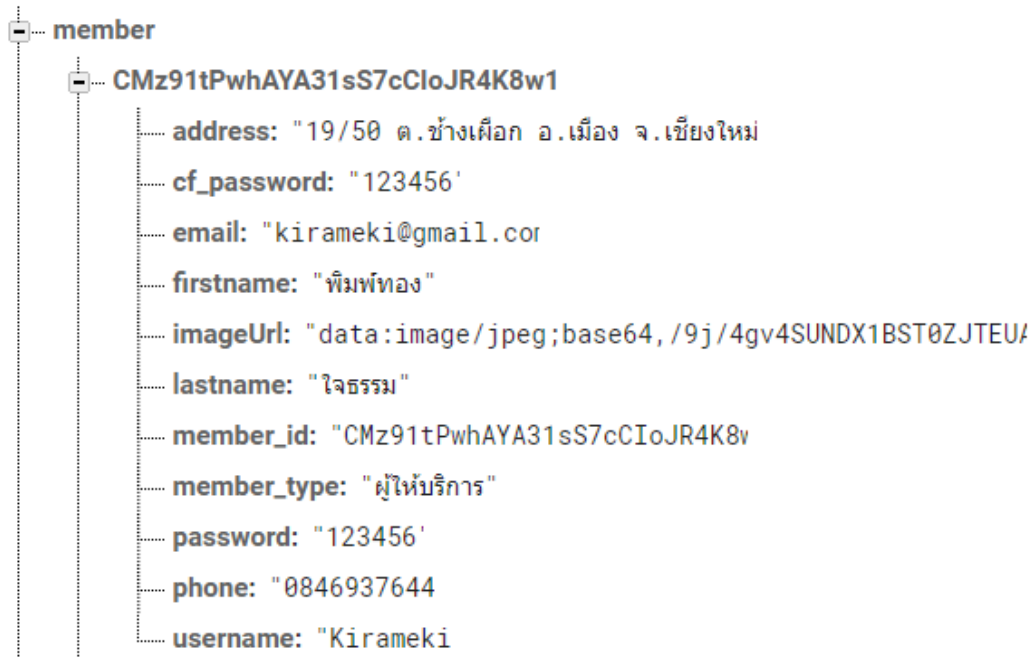 member
CMz91tPwhAYA31sS7cCIoJR4K8w1
address: "19/50 ต.ช้างเผือก อ.เมือง จ.เชียงใหม่
cf_password: "123456'
email: "kirameki@gmail.cor
firstname: "พิมพ์ทอง"
imageUrl: "data:image/jpeg;base64,/9j/4gv4SUNDX1BST0ZJTEUA
lastname: "ใจธรรม"
member_id: "CMz91tPwhAYA31sS7cCIoJR4K8w
member_type: "ผู้ให้บริการ"
password: "123456'
phone: "0846937644
username: "Kirameki